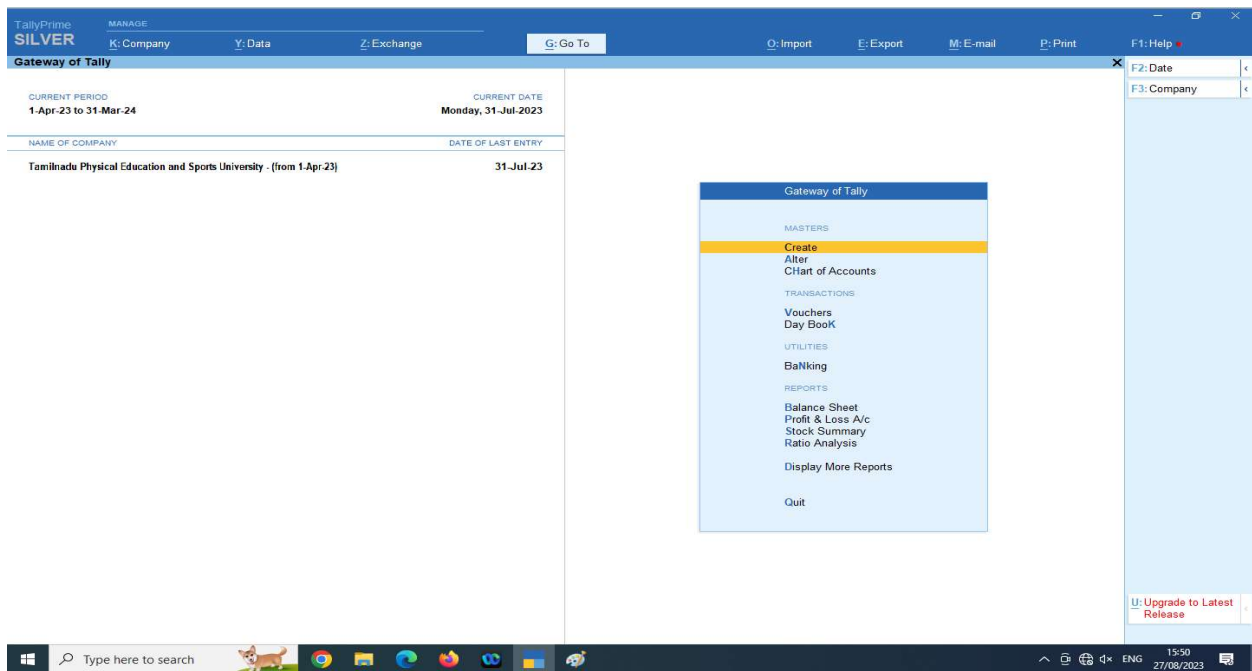 TallyPrime
SILVER
MANAGE
K: Company Y: Data Z: Exchange G: Go To O: Import E: Export M: E-mail P: Print F1: Help
Gateway of Tally
F2: Date
F3: Company
CURRENT PERIOD CURRENT DATE
1-Apr-23 to 31-Mar-24 Monday, 31-Jul-2023
NAME OF COMPANY DATE OF LAST ENTRY
Tamilnadu Physical Education and Sports University - (from 1-Apr-23) 31-Jul-23
Gateway of Tally
MASTERS
Create
Alter
CHart of Accounts
TRANSACTIONS
Vouchers
Day BooK
UTILITIES
BaNking
REPORTS
Balance Sheet
Profit & Loss A/c
Stock Summary
Ratio Analysis
Display More Reports
Quit
U: Upgrade to Latest
Release
Type here to search
ENG
15:50
27/08/2023